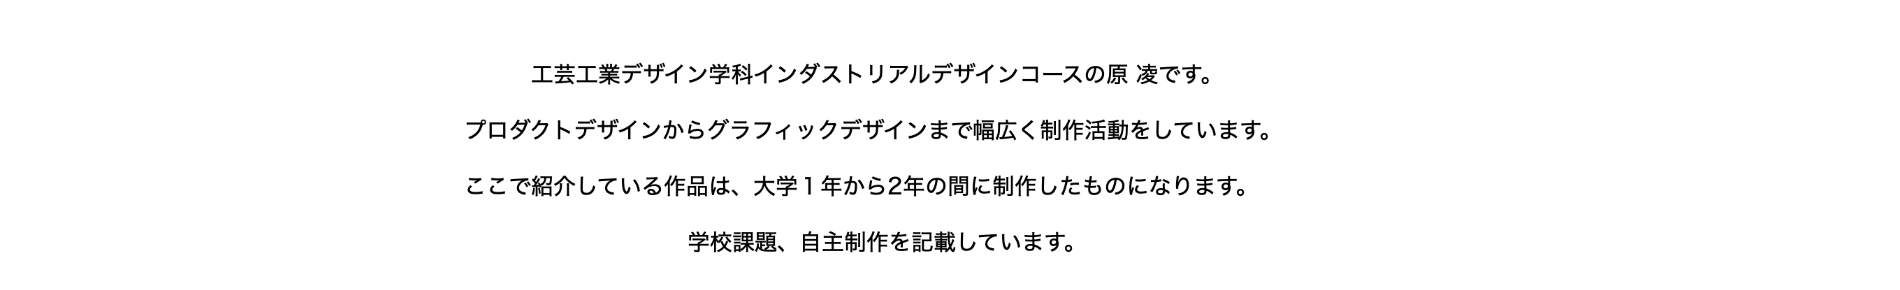 工芸工業デザイン学科インダストリアルデザインコースの原 凌です。
プロダクトデザインからグラフィックデザインまで幅広く制作活動をしています。
ここで紹介している作品は、大学１年から2年の間に制作したものになります。
学校課題、自主制作を記載しています。